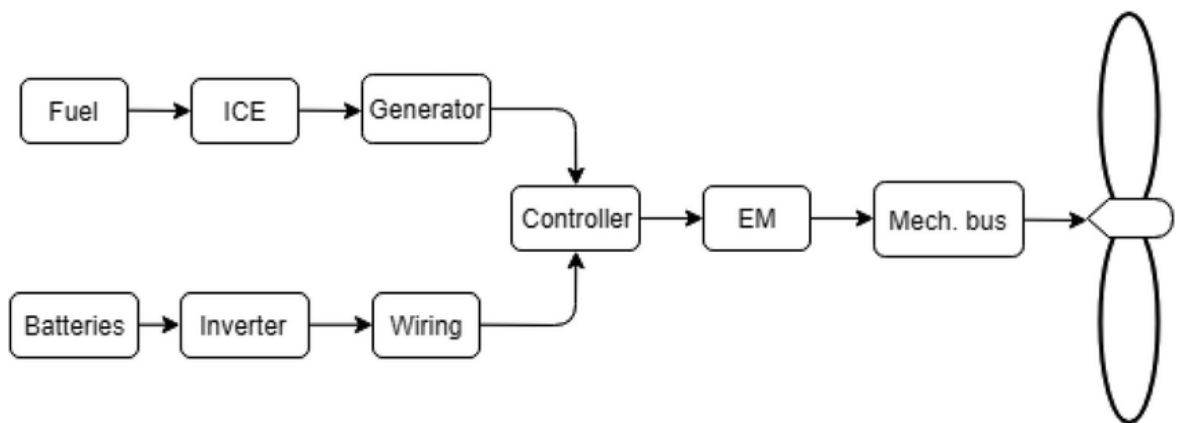 Fuel
ICE
Generator
Controller
EM
Mech. bus
Batteries
Inverter
Wiring